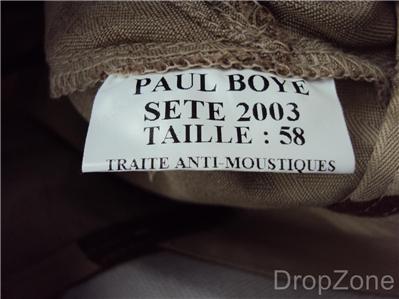 PAUL BOYE
SETE 2003
TAILLE : 58
TRAITE ANTI-MOUSTIQUES
DropZone